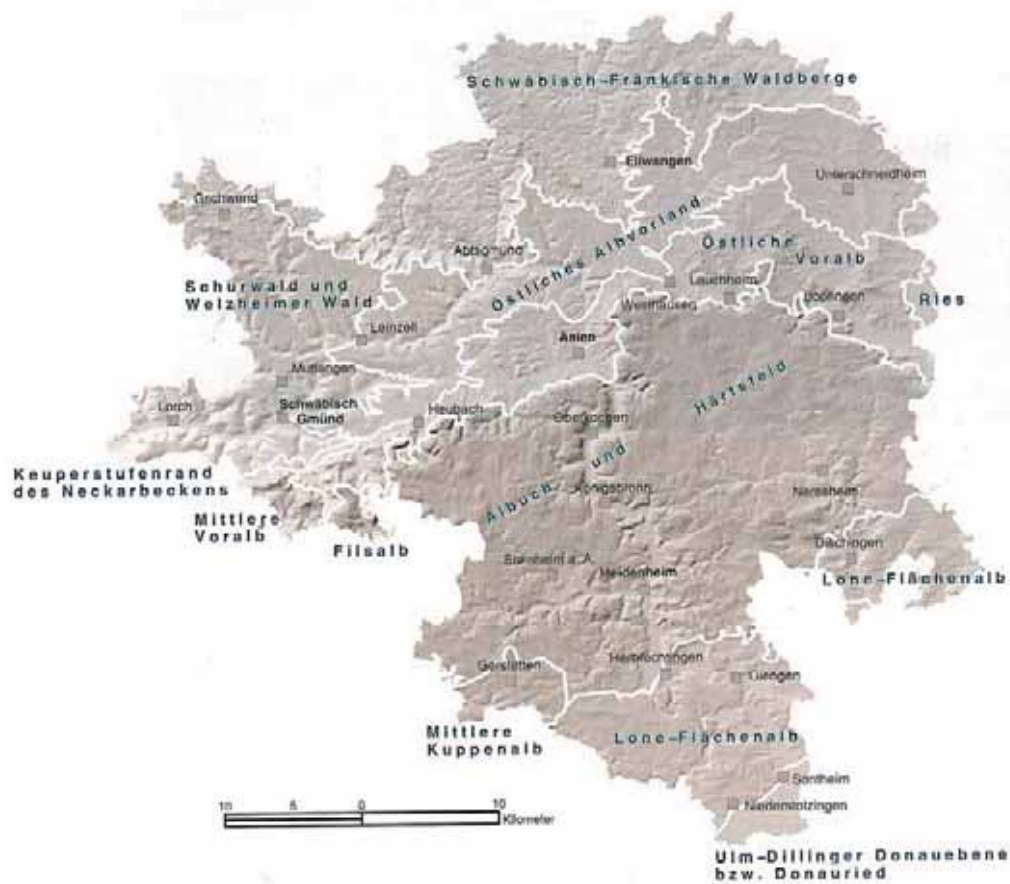 Schwäbisch-Fränkische Waldberge
Ellwangen
Unterschneidheim
Gschwend
Abtsgmünd
Östliches Albvorland
Östliche
Voralb
Schurwald und
Welzheimer Wald
Lauchheim
Westhausen
Bopfingen
Ries
Leinzell
Aalen
Mutlangen
Härtsfeld
Lorch
Schwäbisch
Gmünd
Heubach
Oberkochen
Keuperstufenrand
des Neckarbeckens
Albuch und
Königsbronn
Neresheim
Mittlere
Voralb
Filsalb
Dischingen
Steinheim a. A.
Heidenheim
Lone-Flächenalb
Gerstetten
Herbrechtingen
Giengen
Mittlere
Kuppenalb
Lone-Flächenalb
Sontheim
Niederstotzingen
10 5 0 10
Kilometer
Ulm-Dillinger Donauebene
bzw. Donauried